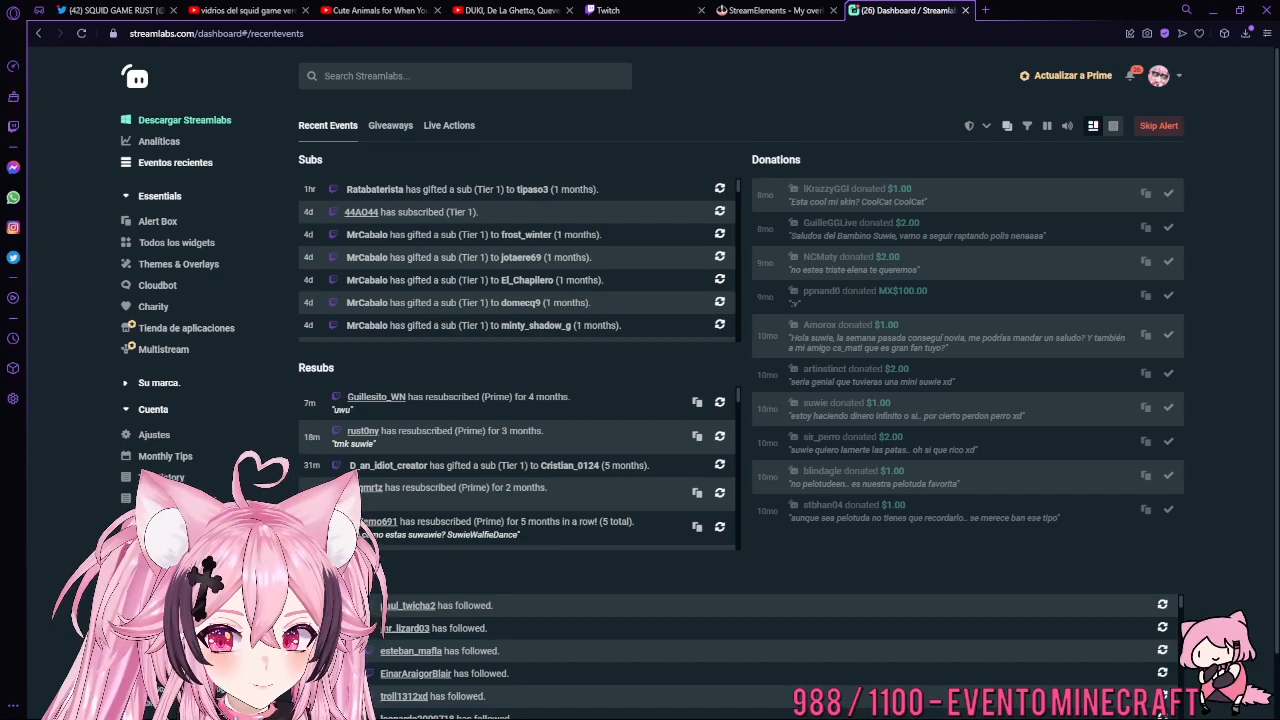 (42) SQUID GAME RUST (@
vidrios del squid game ver
Cute Animals for When You
DUKI, De La Ghetto, Queve
Twitch
StreamElements - My over
(26) Dashboard / Streamlab
streamlabs.com/dashboard#/recentevents
Search Streamlabs...
Actualizar a Prime
26
Descargar Streamlabs
Analíticas
Eventos recientes
Essentials
Alert Box
Todos los widgets
Themes & Overlays
Cloudbot
Charity
Tienda de aplicaciones
Multistream
Su marca.
Cuenta
Ajustes
Monthly Tips
Recent Events
Giveaways
Live Actions
Skip Alert
Subs
1hr Ratabaterista has gifted a sub (Tier 1) to tipaso3 (1 months).
4d 44AO44 has subscribed (Tier 1).
4d MrCabalo has gifted a sub (Tier 1) to frost_winter (1 months).
4d MrCabalo has gifted a sub (Tier 1) to jotaere69 (1 months).
4d MrCabalo has gifted a sub (Tier 1) to El_Chapilero (1 months).
4d MrCabalo has gifted a sub (Tier 1) to domecq9 (1 months).
4d MrCabalo has gifted a sub (Tier 1) to minty_shadow_g (1 months).
Resubs
7m Guillesito_WN has resubscribed (Prime) for 4 months.
"uwu"
18m rust0ny has resubscribed (Prime) for 3 months.
"tmk suwie"
31m D_an_idiot_creator has gifted a sub (Tier 1) to Cristian_0124 (5 months).
has resubscribed (Prime) for 2 months.
has resubscribed (Prime) for 5 months in a row! (5 total).
como estas suwawie? SuwieWalfieDance"
has followed.
has followed.
esteban_mafla has followed.
EinarAraigorBlair has followed.
troll1312xd has followed.
Donations
8mo lKrazzyGGl donated $1.00
"Esta cool mi skin? CoolCat CoolCat"
8mo GuilleGGLive donated $2.00
"Saludos del Bambino Suwie, vamo a seguir raptando polis nenaaaa"
9mo NCMaty donated $2.00
"no estes triste elena te queremos"
9mo ppnand0 donated MX$100.00
":v"
10mo Amorox donated $1.00
"Hola suwie, la semana pasada conseguí novia, me podrías mandar un saludo? Y también
a mi amigo cs_mati que es gran fan tuyo?"
10mo artinstinct donated $2.00
"seria genial que tuvieras una mini suwie xd"
10mo suwie donated $1.00
"estoy haciendo dinero infinito o si.. por cierto perdon perro xd"
10mo sir_perro donated $2.00
"suwie quiero lamerte las patas.. oh si que rico xd"
10mo blindagle donated $1.00
"no pelotudeen.. es nuestra pelotuda favorita"
10mo stbhan04 donated $1.00
"aunque sea pelotuda no tienes que recordarlo.. se merece ban ese tipo"
988 / 1100 - EVENTO MINECRAFT